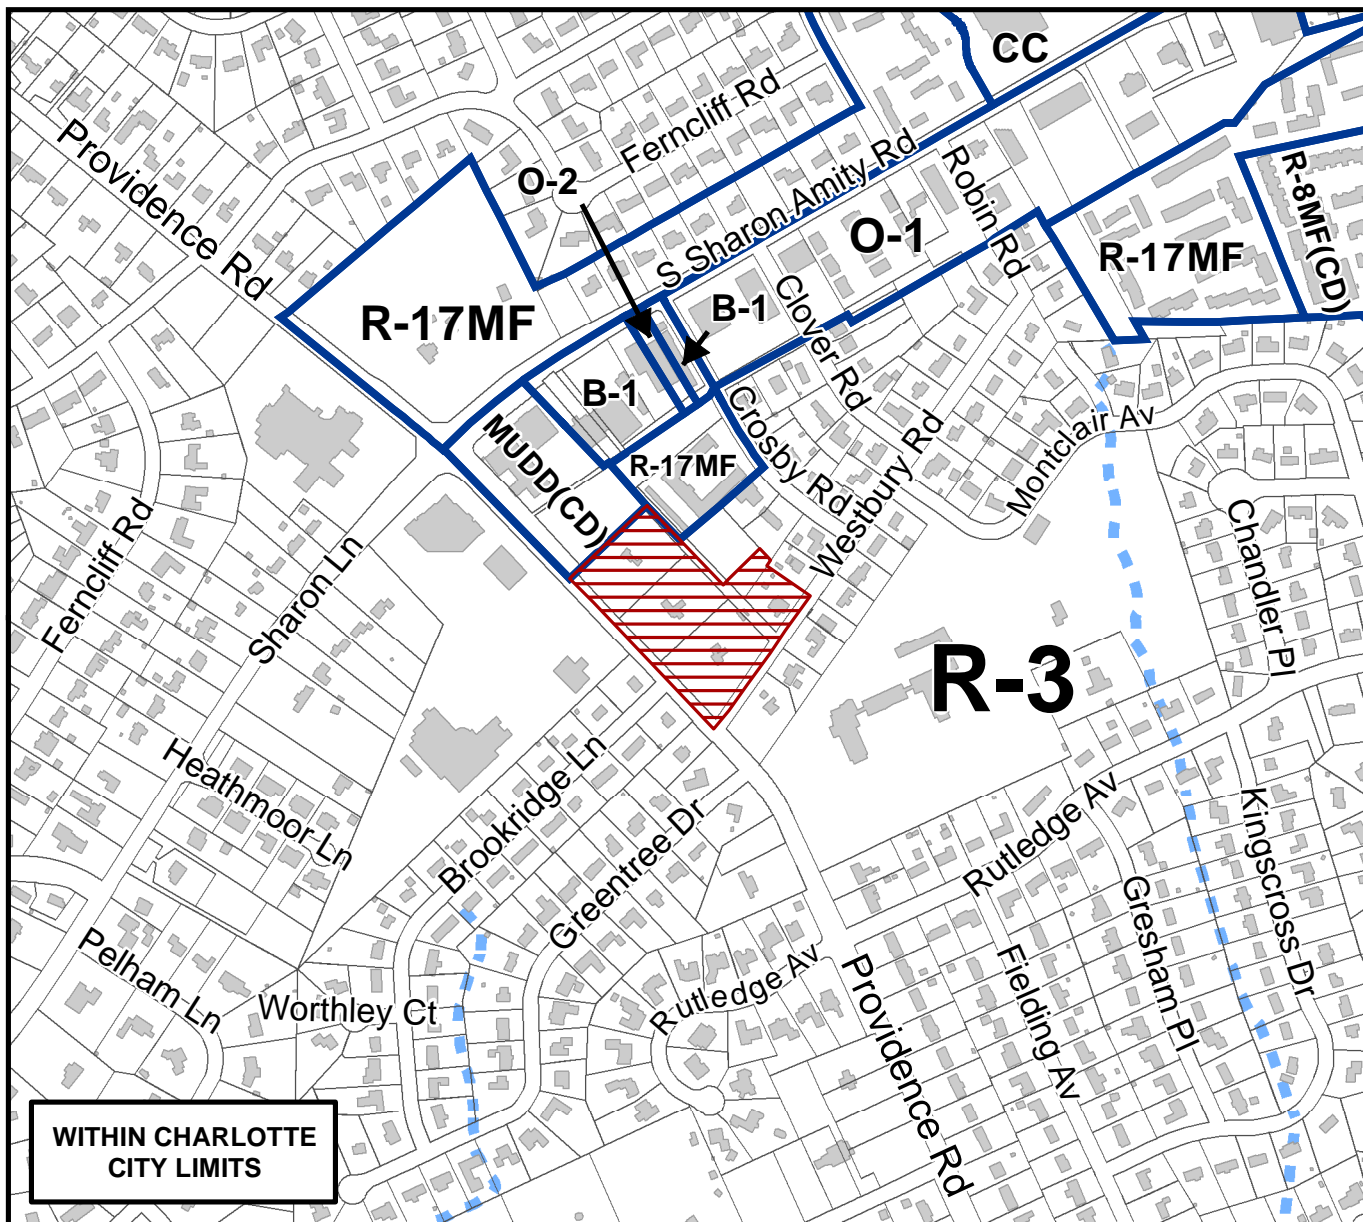 CC
Providence Rd
Ferncliff Rd
O-2
S Sharon Amity Rd
Robin Rd
R-8MF(CD)
O-1
R-17MF
R-17MF
B-1
Clover Rd
B-1
MUDD(CD)
R-17MF
Crosby Rd
Westbury Rd
Montclair Av
Ferncliff Rd
Sharon Ln
Chandler Pl
R-3
Heathmoor Ln
Brookridge Ln
Greentree Dr
Rutledge Av
Kingscross Dr
Gresham Pl
Pelham Ln
Worthley Ct
Rutledge Av
Providence Rd
Fielding Av
WITHIN CHARLOTTE
CITY LIMITS